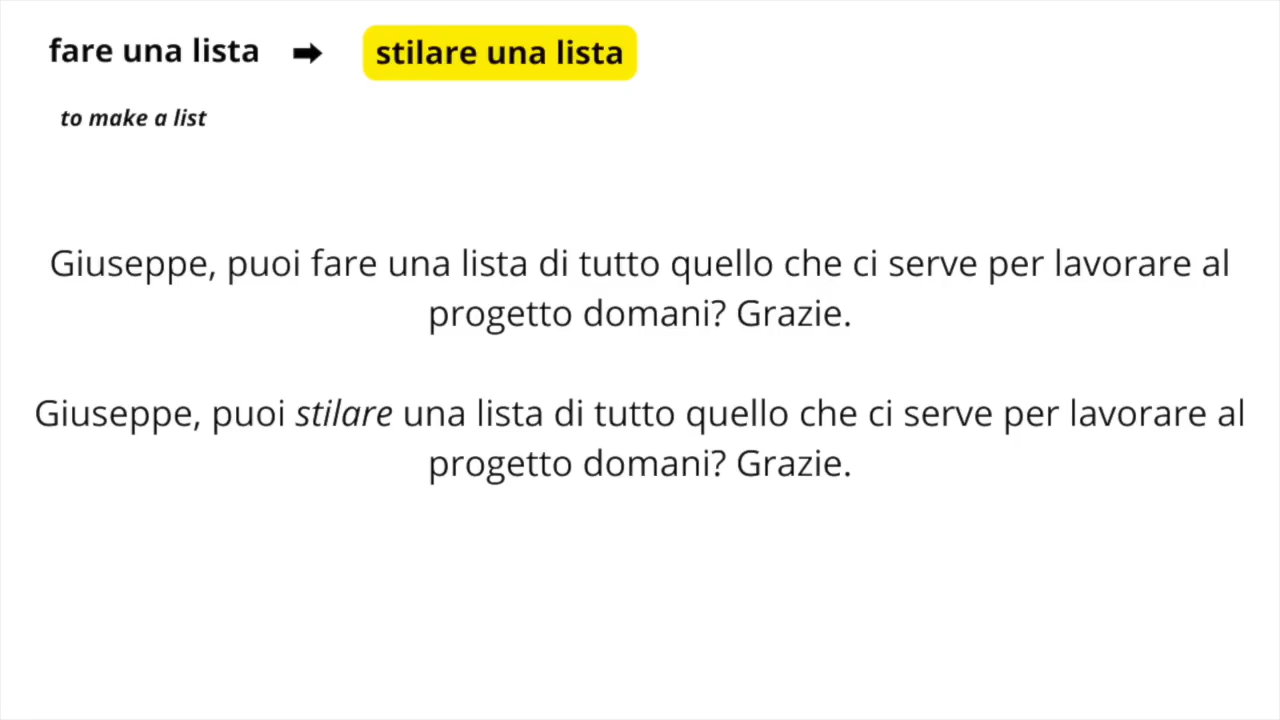 fare una lista ➡ stilare una lista
to make a list
Giuseppe, puoi fare una lista di tutto quello che ci serve per lavorare al
progetto domani? Grazie.
Giuseppe, puoi stilare una lista di tutto quello che ci serve per lavorare al
progetto domani? Grazie.